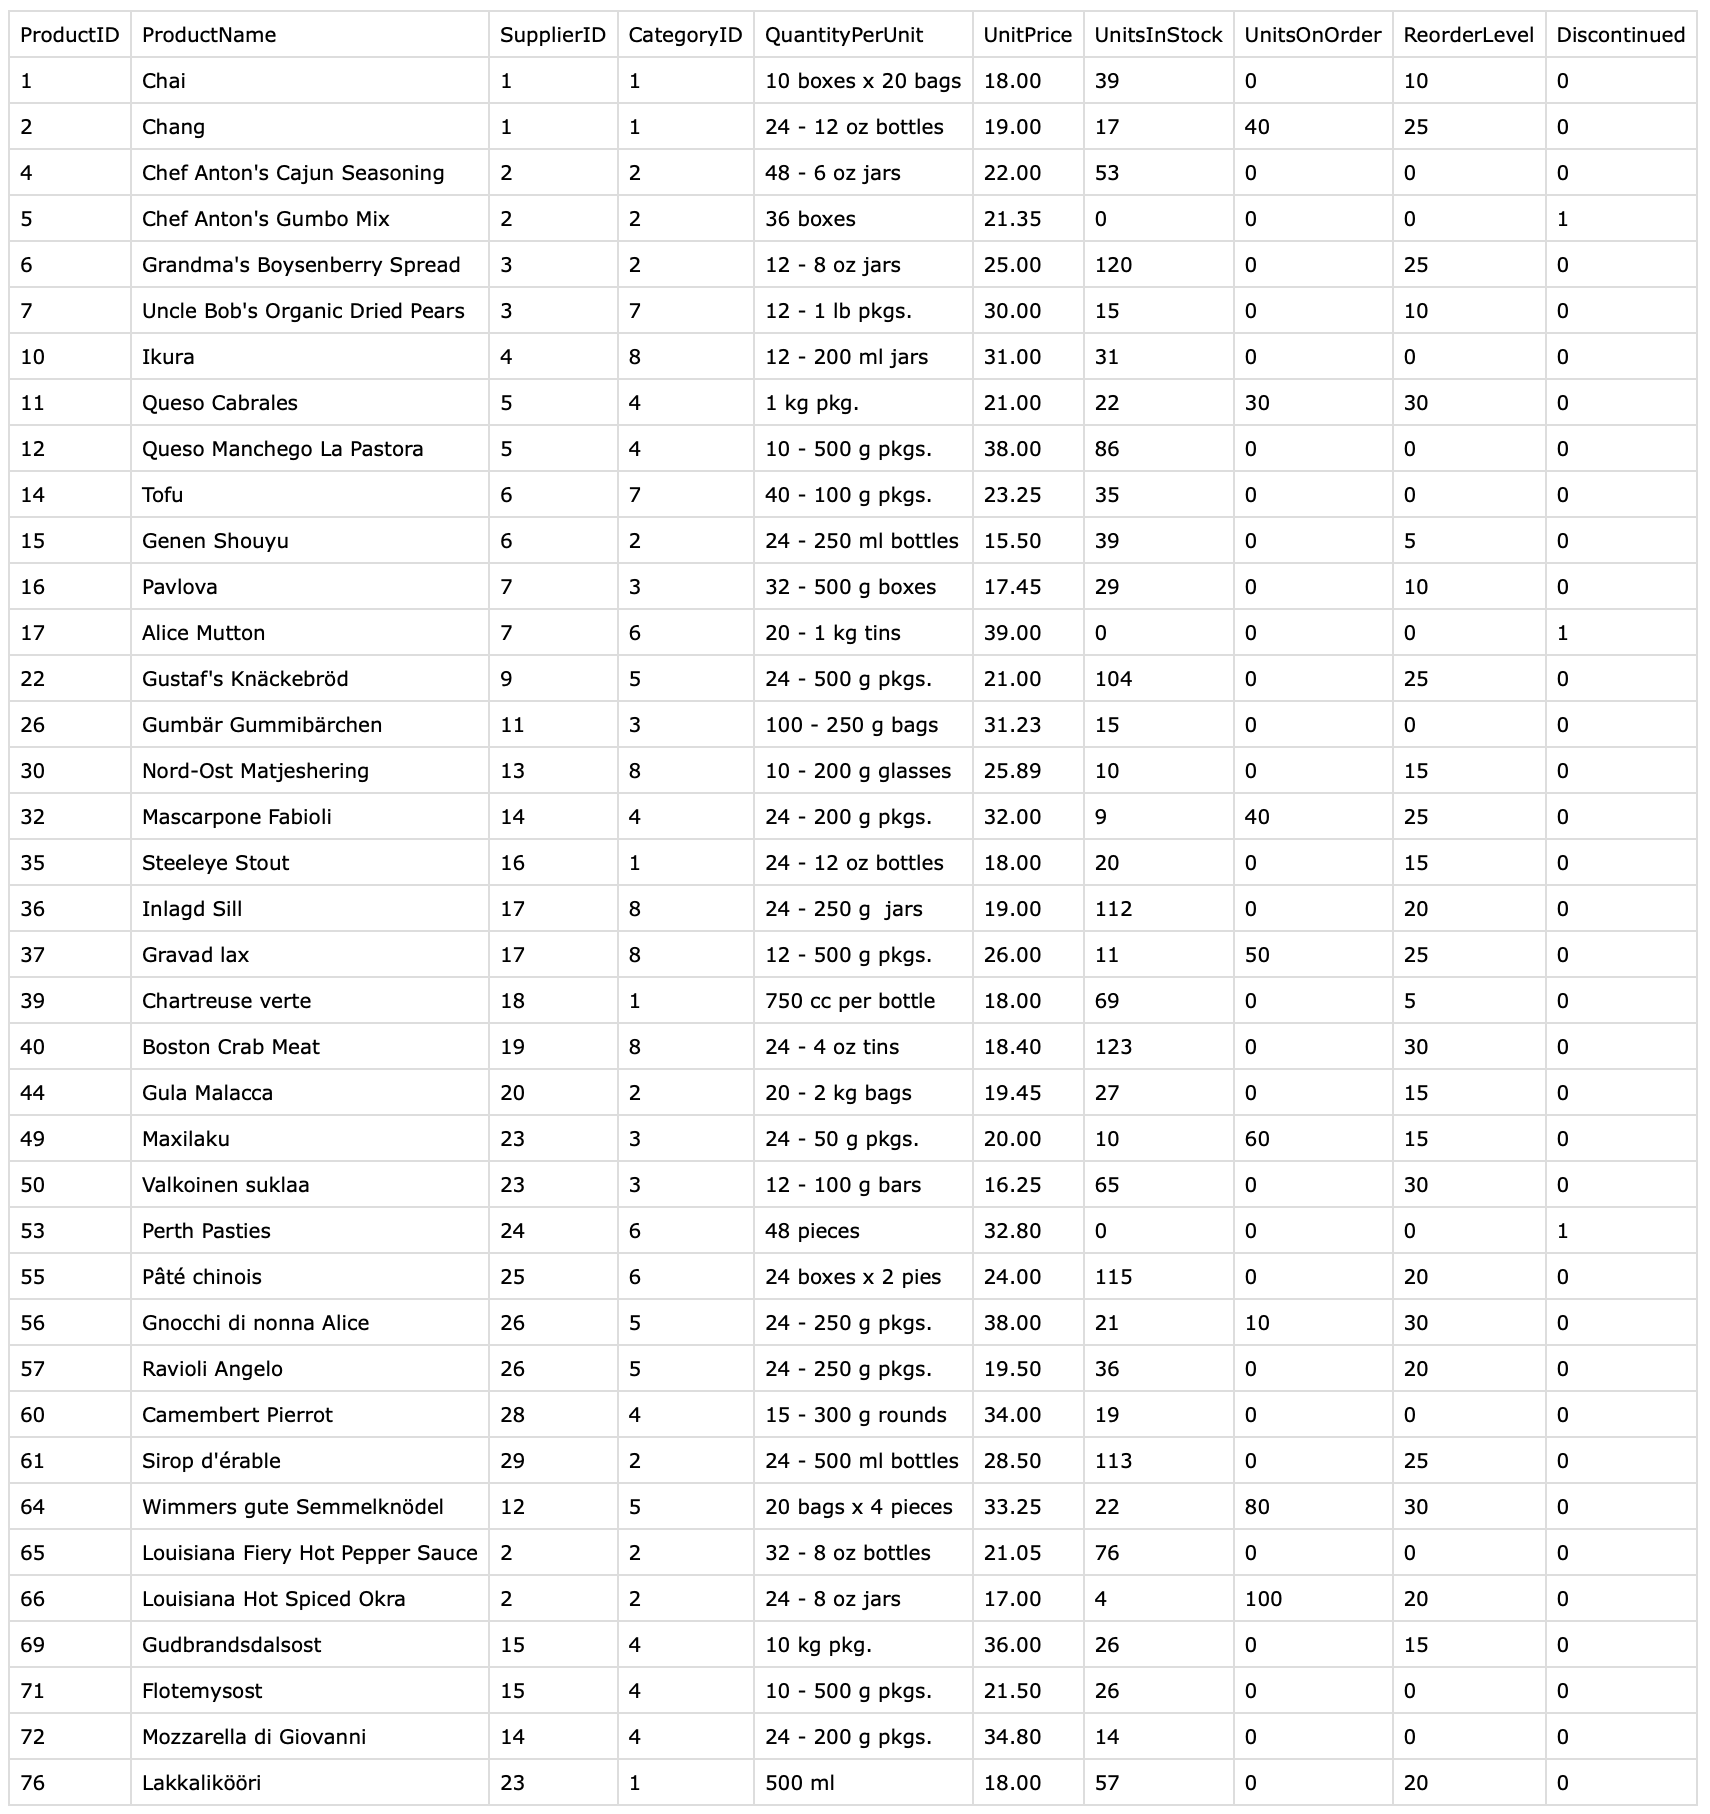 ProductID ProductName SupplierID CategoryID QuantityPerUnit UnitPrice UnitsInStock UnitsOnOrder ReorderLevel Discontinued
1 Chai 1 1 10 boxes x 20 bags 18.00 39 0 10 0
2 Chang 1 1 24 - 12 oz bottles 19.00 17 40 25 0
4 Chef Anton's Cajun Seasoning 2 2 48 - 6 oz jars 22.00 53 0 0 0
5 Chef Anton's Gumbo Mix 2 2 36 boxes 21.35 0 0 0 1
6 Grandma's Boysenberry Spread 3 2 12 - 8 oz jars 25.00 120 0 25 0
7 Uncle Bob's Organic Dried Pears 3 7 12 - 1 lb pkgs. 30.00 15 0 10 0
10 Ikura 4 8 12 - 200 ml jars 31.00 31 0 0 0
11 Queso Cabrales 5 4 1 kg pkg. 21.00 22 30 30 0
12 Queso Manchego La Pastora 5 4 10 - 500 g pkgs. 38.00 86 0 0 0
14 Tofu 6 7 40 - 100 g pkgs. 23.25 35 0 0 0
15 Genen Shouyu 6 2 24 - 250 ml bottles 15.50 39 0 5 0
16 Pavlova 7 3 32 - 500 g boxes 17.45 29 0 10 0
17 Alice Mutton 7 6 20 - 1 kg tins 39.00 0 0 0 1
22 Gustaf's Knäckebröd 9 5 24 - 500 g pkgs. 21.00 104 0 25 0
26 Gumbär Gummibärchen 11 3 100 - 250 g bags 31.23 15 0 0 0
30 Nord-Ost Matjeshering 13 8 10 - 200 g glasses 25.89 10 0 15 0
32 Mascarpone Fabioli 14 4 24 - 200 g pkgs. 32.00 9 40 25 0
35 Steeleye Stout 16 1 24 - 12 oz bottles 18.00 20 0 15 0
36 Inlagd Sill 17 8 24 - 250 g  jars 19.00 112 0 20 0
37 Gravad lax 17 8 12 - 500 g pkgs. 26.00 11 50 25 0
39 Chartreuse verte 18 1 750 cc per bottle 18.00 69 0 5 0
40 Boston Crab Meat 19 8 24 - 4 oz tins 18.40 123 0 30 0
44 Gula Malacca 20 2 20 - 2 kg bags 19.45 27 0 15 0
49 Maxilaku 23 3 24 - 50 g pkgs. 20.00 10 60 15 0
50 Valkoinen suklaa 23 3 12 - 100 g bars 16.25 65 0 30 0
53 Perth Pasties 24 6 48 pieces 32.80 0 0 0 1
55 Pâté chinois 25 6 24 boxes x 2 pies 24.00 115 0 20 0
56 Gnocchi di nonna Alice 26 5 24 - 250 g pkgs. 38.00 21 10 30 0
57 Ravioli Angelo 26 5 24 - 250 g pkgs. 19.50 36 0 20 0
60 Camembert Pierrot 28 4 15 - 300 g rounds 34.00 19 0 0 0
61 Sirop d'érable 29 2 24 - 500 ml bottles 28.50 113 0 25 0
64 Wimmers gute Semmelknödel 12 5 20 bags x 4 pieces 33.25 22 80 30 0
65 Louisiana Fiery Hot Pepper Sauce 2 2 32 - 8 oz bottles 21.05 76 0 0 0
66 Louisiana Hot Spiced Okra 2 2 24 - 8 oz jars 17.00 4 100 20 0
69 Gudbrandsdalsost 15 4 10 kg pkg. 36.00 26 0 15 0
71 Flotemysost 15 4 10 - 500 g pkgs. 21.50 26 0 0 0
72 Mozzarella di Giovanni 14 4 24 - 200 g pkgs. 34.80 14 0 0 0
76 Lakkalikööri 23 1 500 ml 18.00 57 0 20 0